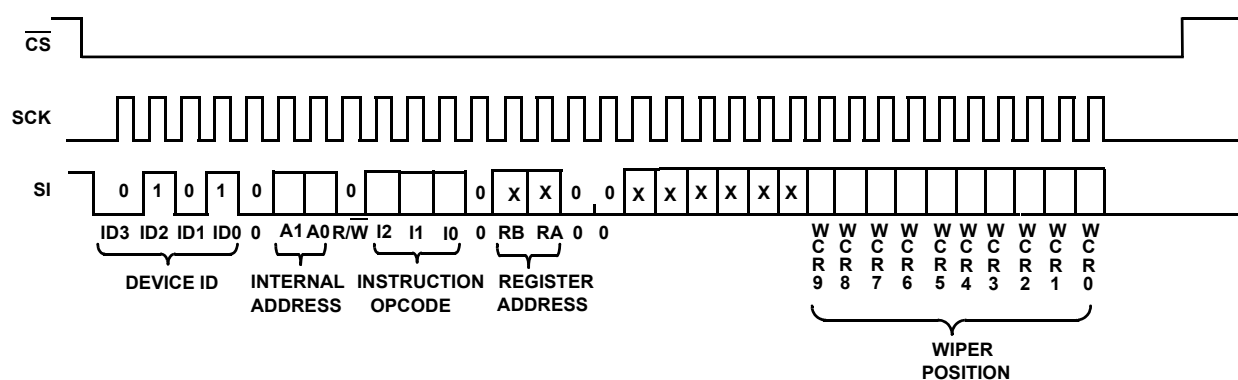 CS
SCK
SI
0 1 0 1 0 0 0 X X 0 0 X X X X X X
ID3 ID2 ID1 ID0 0 A1 A0 R/W I2 I1 I0 0 RB RA 0 0
WCR9 WCR8 WCR7 WCR6 WCR5 WCR4 WCR3 WCR2 WCR1 WCR0
DEVICE ID
INTERNAL
ADDRESS
INSTRUCTION
OPCODE
REGISTER
ADDRESS
WIPER
POSITION